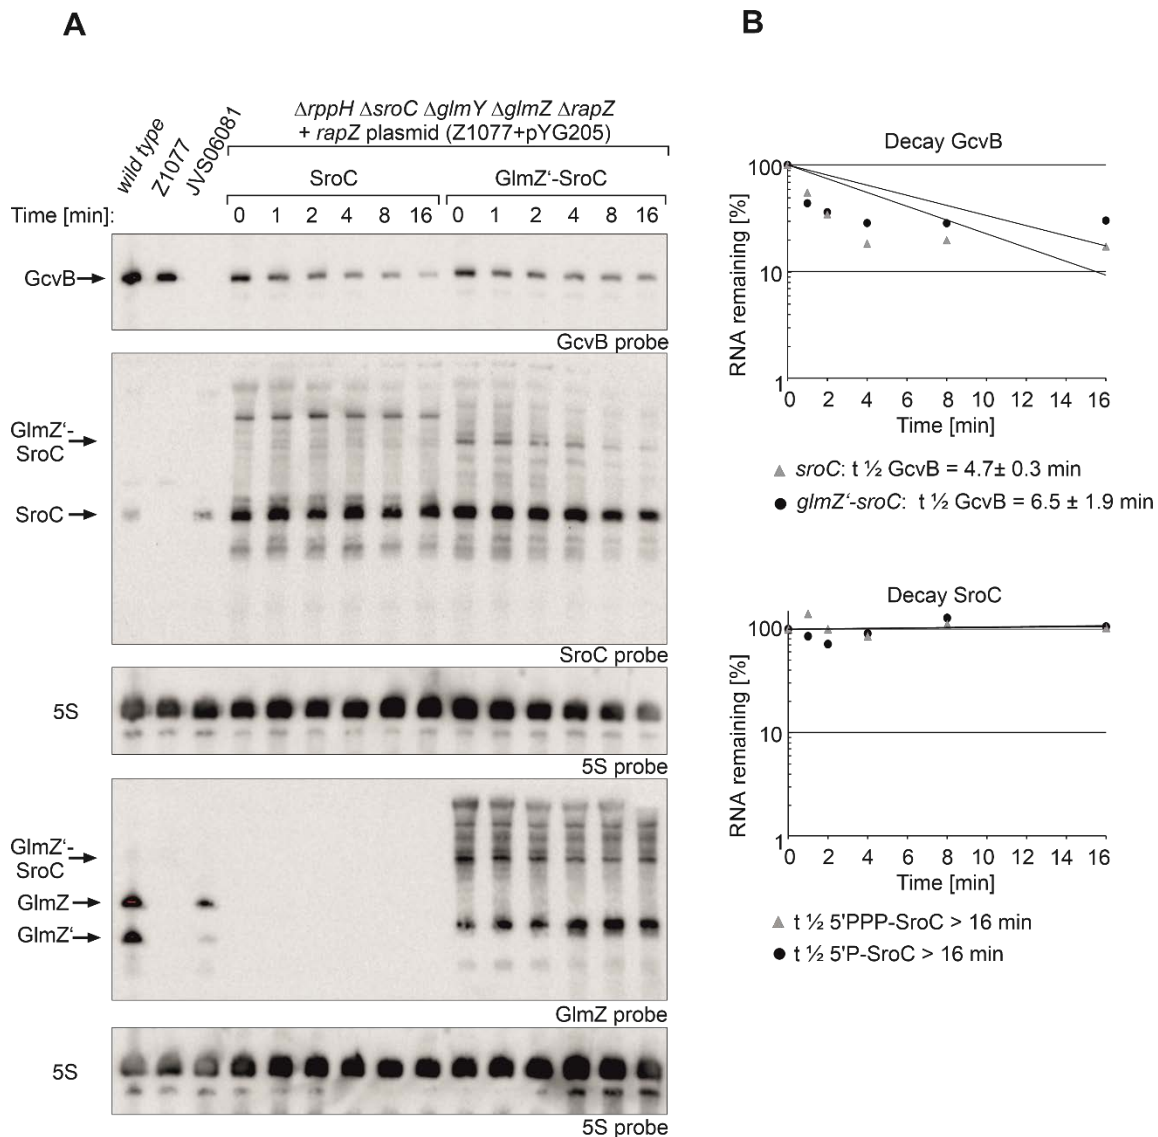 A
B
ΔrppH ΔsroC ΔglmY ΔglmZ ΔrapZ
+ rapZ plasmid (Z1077+pYG205)
wild type
Z1077
JVS06081
SroC
GlmZ‘-SroC
Time [min]:
0 1 2 4 8 16 0 1 2 4 8 16
GcvB
GcvB probe
GlmZ‘-
SroC
SroC
SroC probe
5S
5S probe
GlmZ‘-
SroC
GlmZ
GlmZ‘
GlmZ probe
5S
5S probe
Decay GcvB
RNA remaining [%]
100
10
1
0 2 4 6 8 10 12 14 16
Time [min]
sroC: t ½ GcvB = 4.7± 0.3 min
glmZ‘-sroC: t ½ GcvB = 6.5 ± 1.9 min
Decay SroC
RNA remaining [%]
100
10
1
0 2 4 6 8 10 12 14 16
Time [min]
t ½ 5'PPP-SroC > 16 min
t ½ 5'P-SroC > 16 min